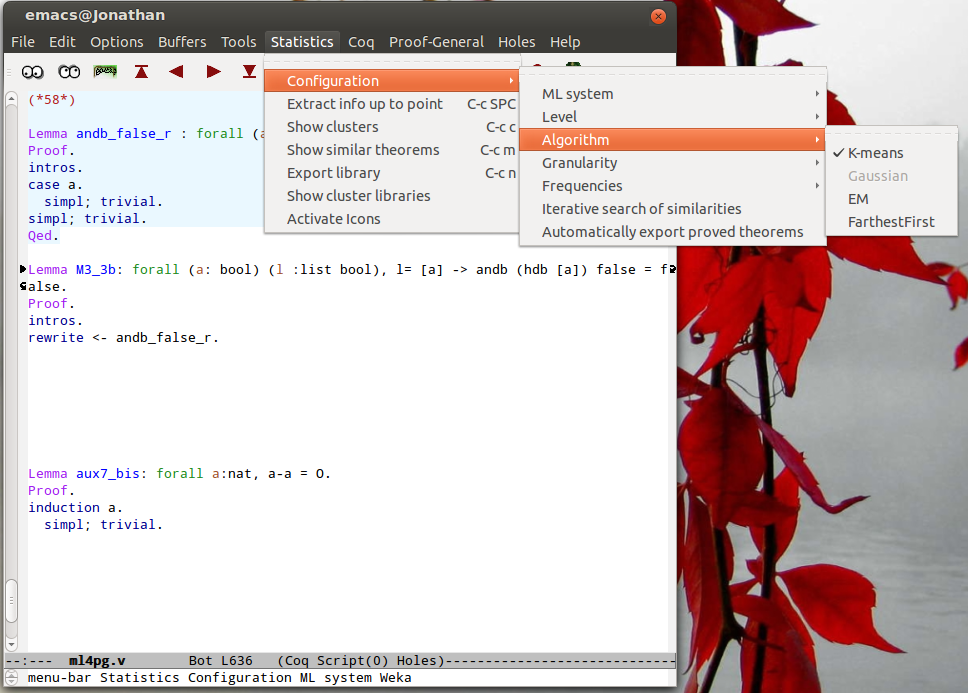 emacs@Jonathan
File Edit Options Buffers Tools Statistics Coq Proof-General Holes Help
Configuration
Extract info up to point C-c SPC
Show clusters C-c c
Show similar theorems C-c m
Export library C-c n
Show cluster libraries
Activate Icons
ML system
Level
Algorithm
Granularity
Frequencies
Iterative search of similarities
Automatically export proved theorems
K-means
Gaussian
EM
FarthestFirst
(*58*)
Lemma andb_false_r : forall (a
Proof.
intros.
case a.
simpl; trivial.
simpl; trivial.
Qed.
Lemma M3_3b: forall (a: bool) (l :list bool), l= [a] -> andb (hdb [a]) false = f
alse.
Proof.
intros.
rewrite <- andb_false_r.
Lemma aux7_bis: forall a:nat, a-a = O.
Proof.
induction a.
simpl; trivial.
--:--- ml4pg.v Bot L636 (Coq Script(0) Holes)-----------------------------
menu-bar Statistics Configuration ML system Weka